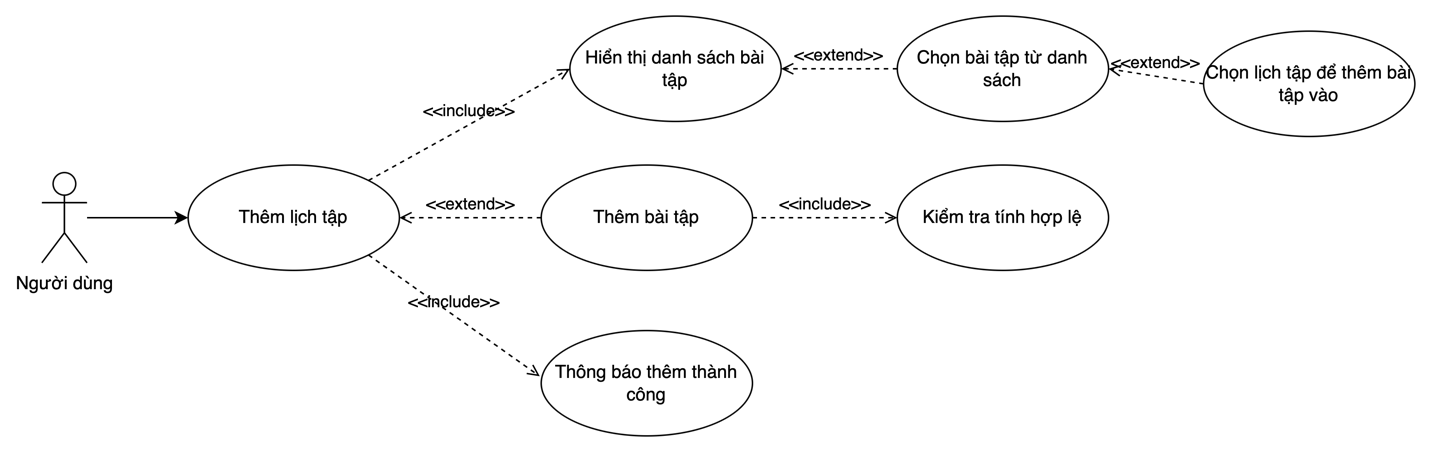 Hiển thị danh sách bài
tập
<<extend>>
Chọn bài tập từ danh
sách
<<extend>>
Chọn lịch tập để thêm bài
tập vào
<<include>>
Người dùng
Thêm lịch tập
<<extend>>
Thêm bài tập
<<include>>
Kiểm tra tính hợp lệ
<<include>>
Thông báo thêm thành
công